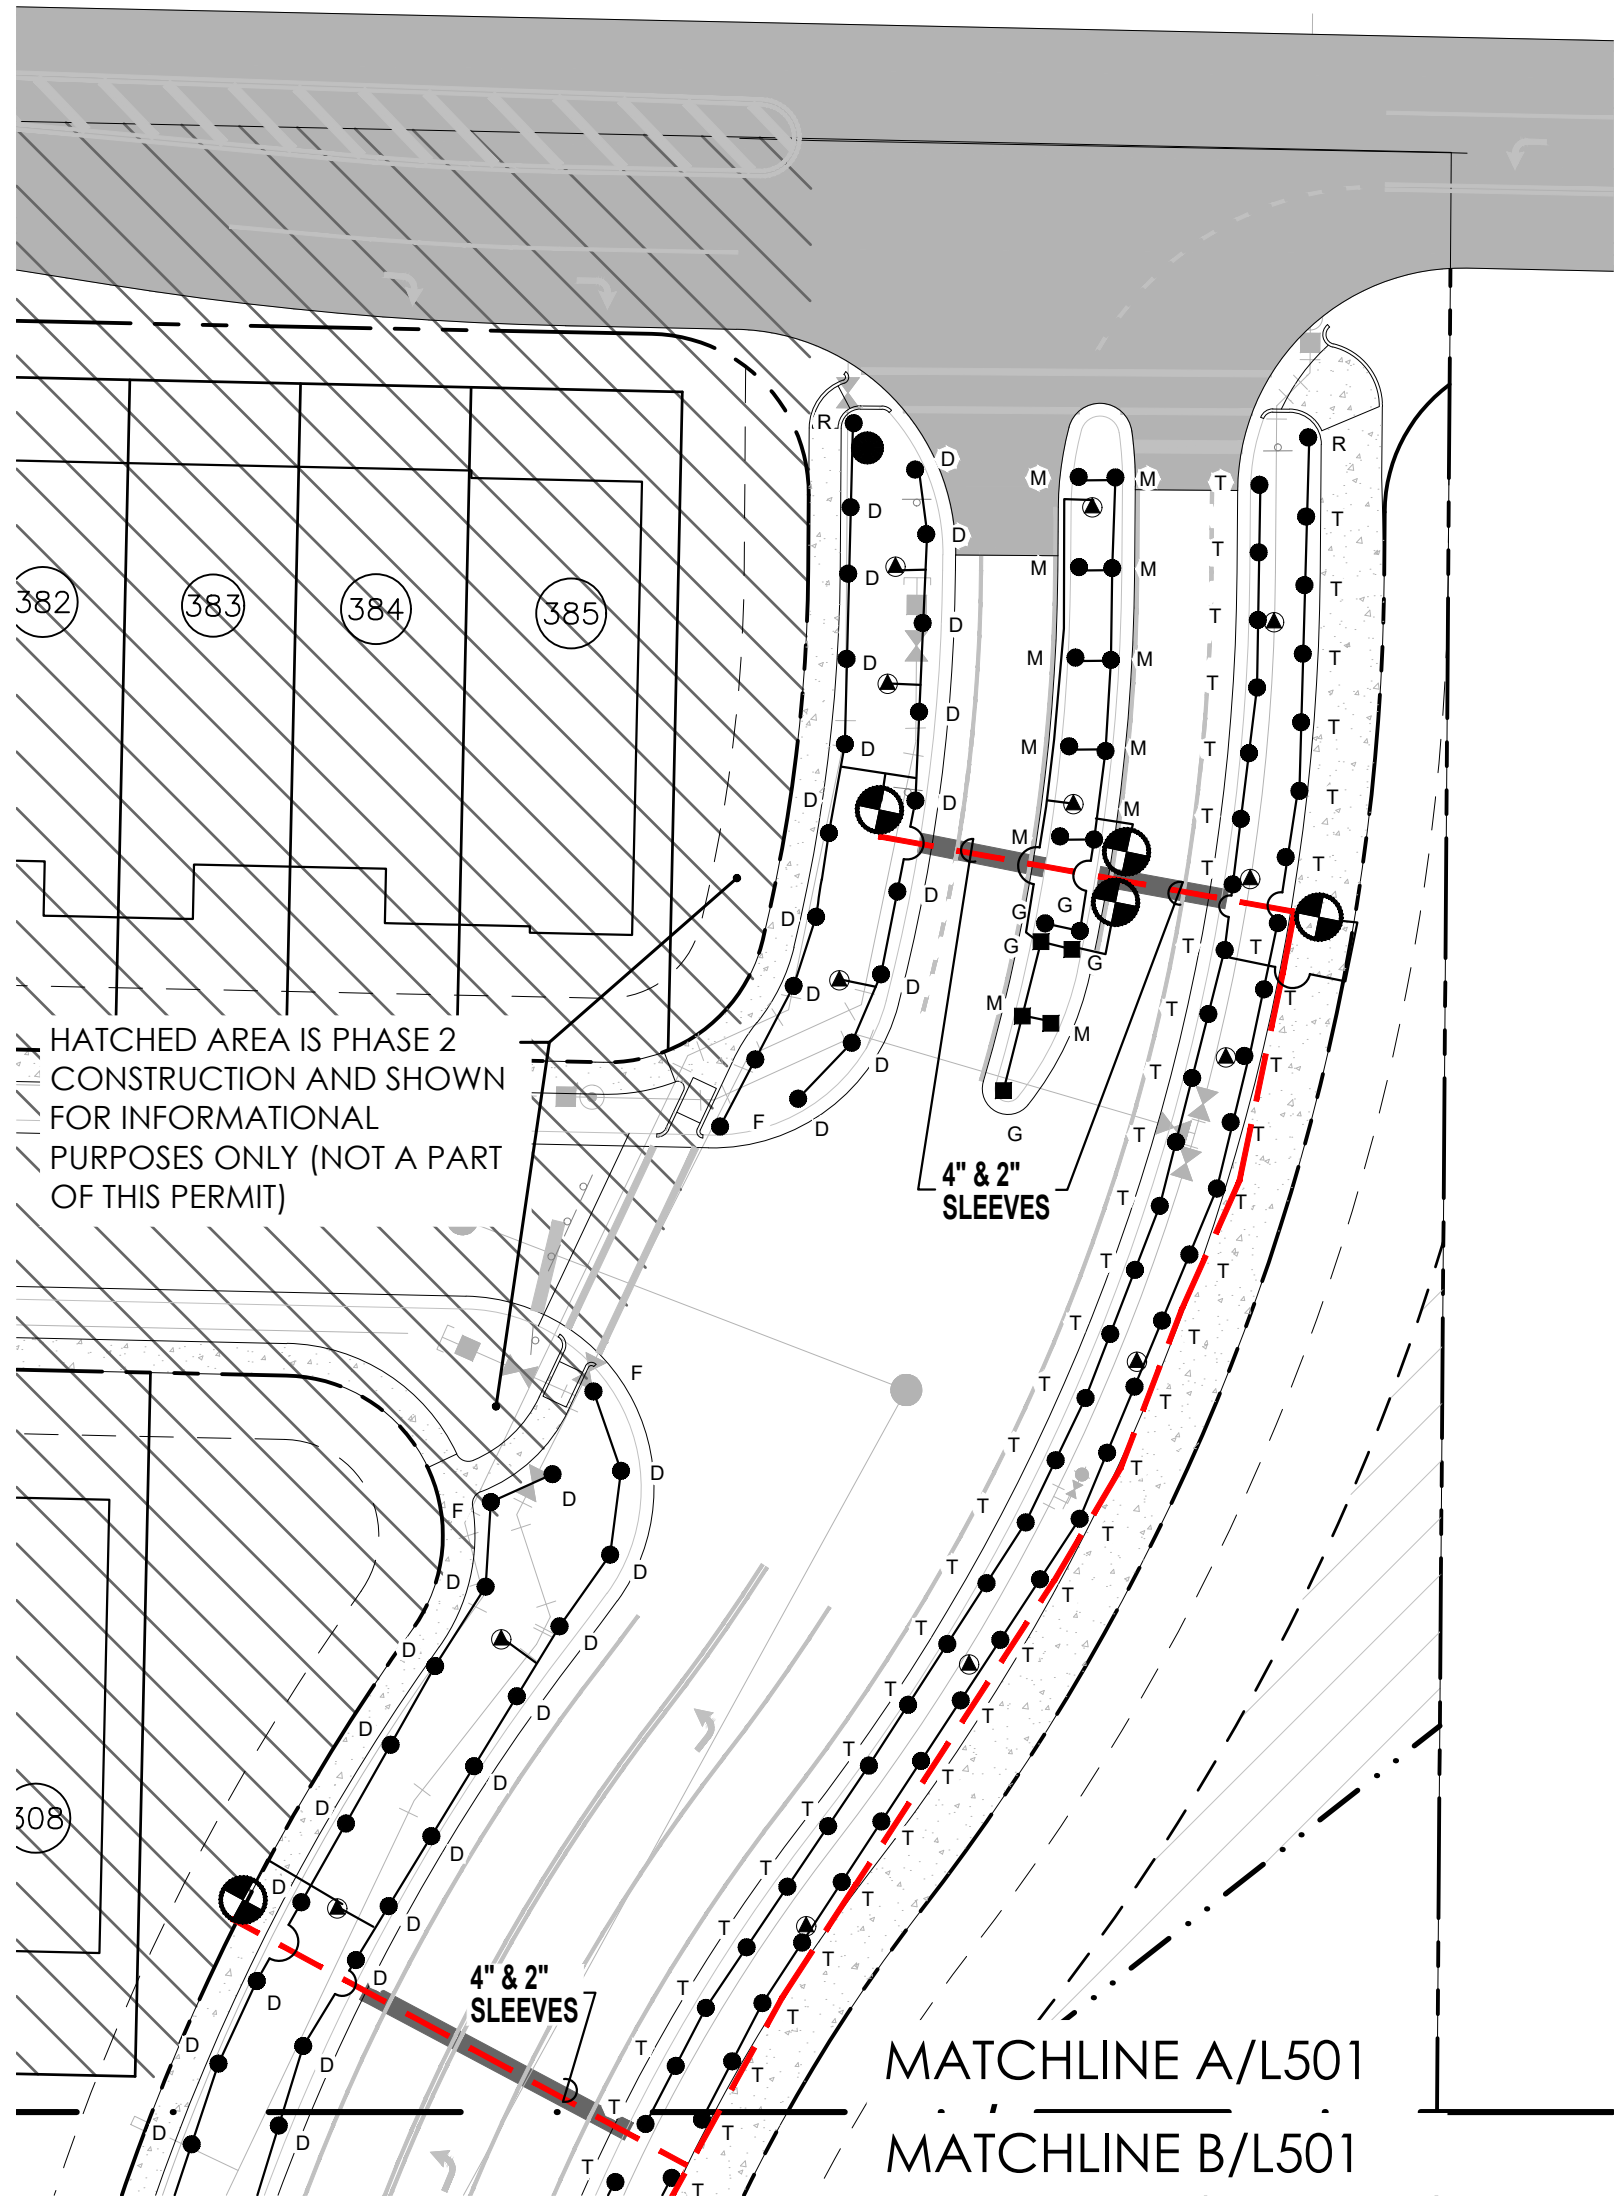 R
R
D
D
M
M
T
D
T
D
T
M
M
D
T
T
382
383
384
385
D
T
D
M
M
T
T
D
D
M
M
T
T
D
D
M
T
T
M
T
T
D
D
G
G
G
T
T
G
D
D
M
T
T
M
HATCHED AREA IS PHASE 2
CONSTRUCTION AND SHOWN
FOR INFORMATIONAL
PURPOSES ONLY (NOT A PART
OF THIS PERMIT)
D
T
T
F
D
G
T
T
4" & 2"
SLEEVES
T
T
T
T
T
T
F
T
T
D
D
F
T
T
T
T
D
D
T
T
D
D
T
T
D
D
T
T
308
D
D
T
T
D
D
T
T
D
D
T
T
4" & 2"
SLEEVES
D
D
T
T
MATCHLINE A/L501
D
D
T
T
MATCHLINE B/L501
T
T